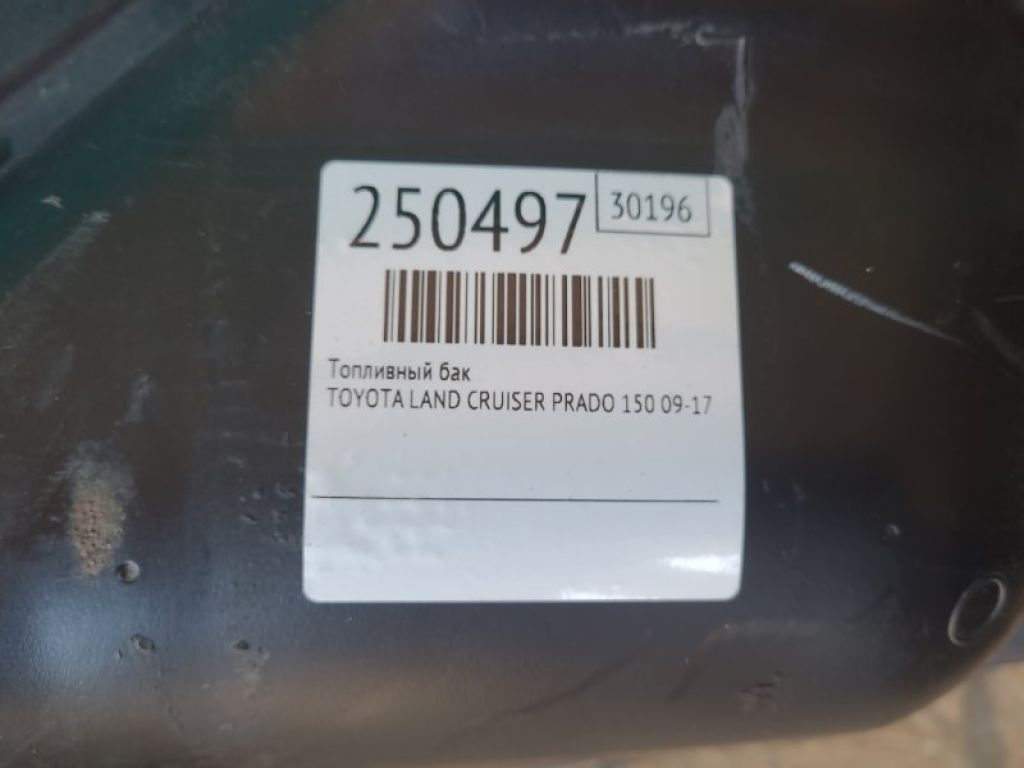 250497
30196
Топливный бак
TOYOTA LAND CRUISER PRADO 150 09-17